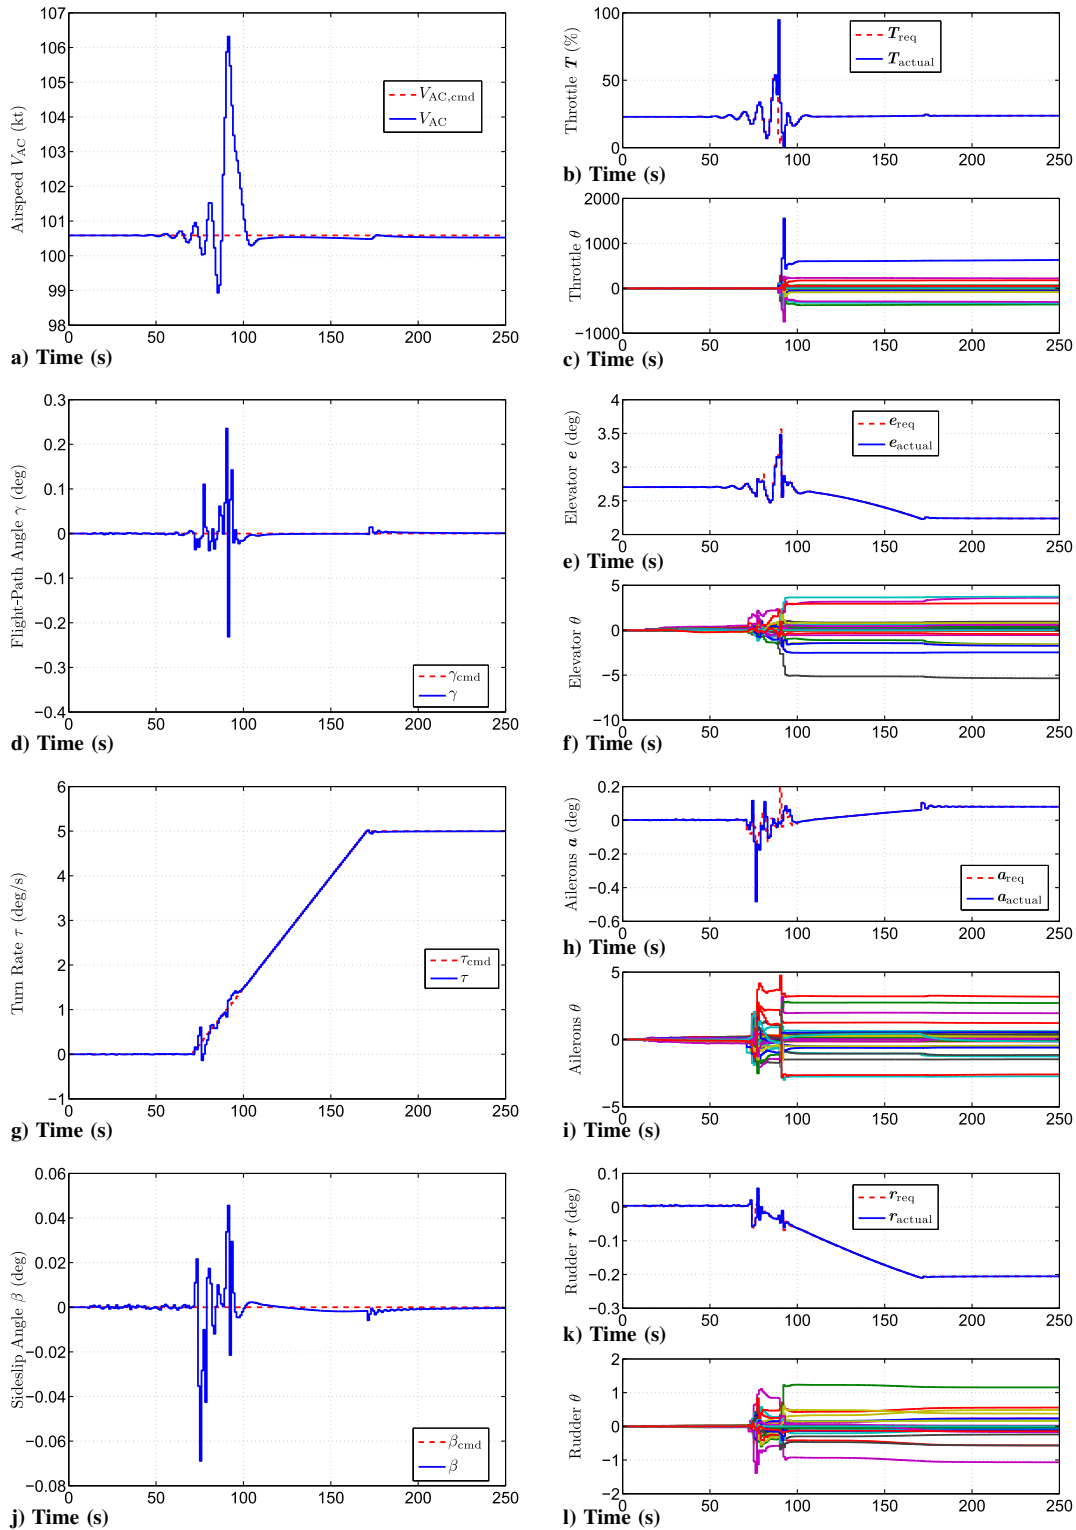 107
106
105
104
103
102
101
100
99
98
0 50 100 150 200 250
Airspeed V_AC (kt)
V_AC,cmd
V_AC
a) Time (s)
100
50
0
0 50 100 150 200 250
Throttle T (%)
T_req
T_actual
b) Time (s)
2000
1000
0
−1000
0 50 100 150 200 250
Throttle θ
c) Time (s)
0.3
0.2
0.1
0
−0.1
−0.2
−0.3
−0.4
0 50 100 150 200 250
Flight-Path Angle γ (deg)
γ_cmd
γ
d) Time (s)
4
3.5
3
2.5
2
0 50 100 150 200 250
Elevator e (deg)
e_req
e_actual
e) Time (s)
5
0
−5
−10
0 50 100 150 200 250
Elevator θ
f) Time (s)
6
5
4
3
2
1
0
−1
0 50 100 150 200 250
Turn Rate τ (deg/s)
τ_cmd
τ
g) Time (s)
0.2
0
−0.2
−0.4
−0.6
0 50 100 150 200 250
Ailerons a (deg)
a_req
a_actual
h) Time (s)
5
0
−5
0 50 100 150 200 250
Ailerons θ
i) Time (s)
0.06
0.04
0.02
0
−0.02
−0.04
−0.06
−0.08
0 50 100 150 200 250
Sideslip Angle β (deg)
β_cmd
β
j) Time (s)
0.1
0
−0.1
−0.2
−0.3
0 50 100 150 200 250
Rudder r (deg)
r_req
r_actual
k) Time (s)
2
1
0
−1
−2
0 50 100 150 200 250
Rudder θ
l) Time (s)